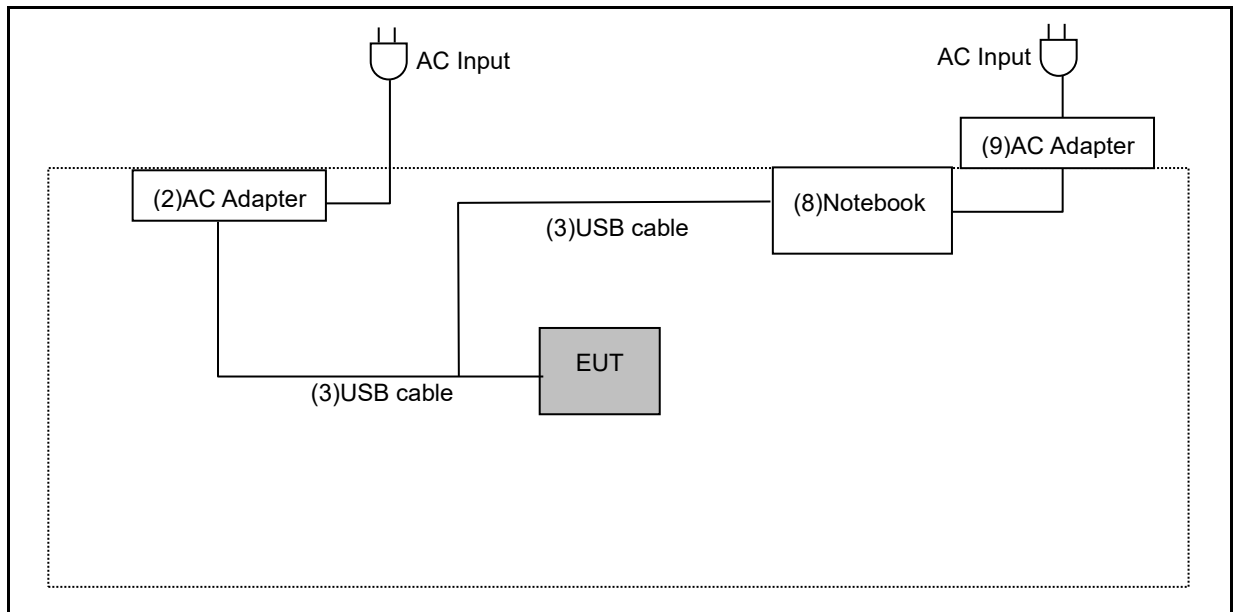 AC Input
AC Input
(9)AC Adapter
(2)AC Adapter
(8)Notebook
(3)USB cable
EUT
(3)USB cable